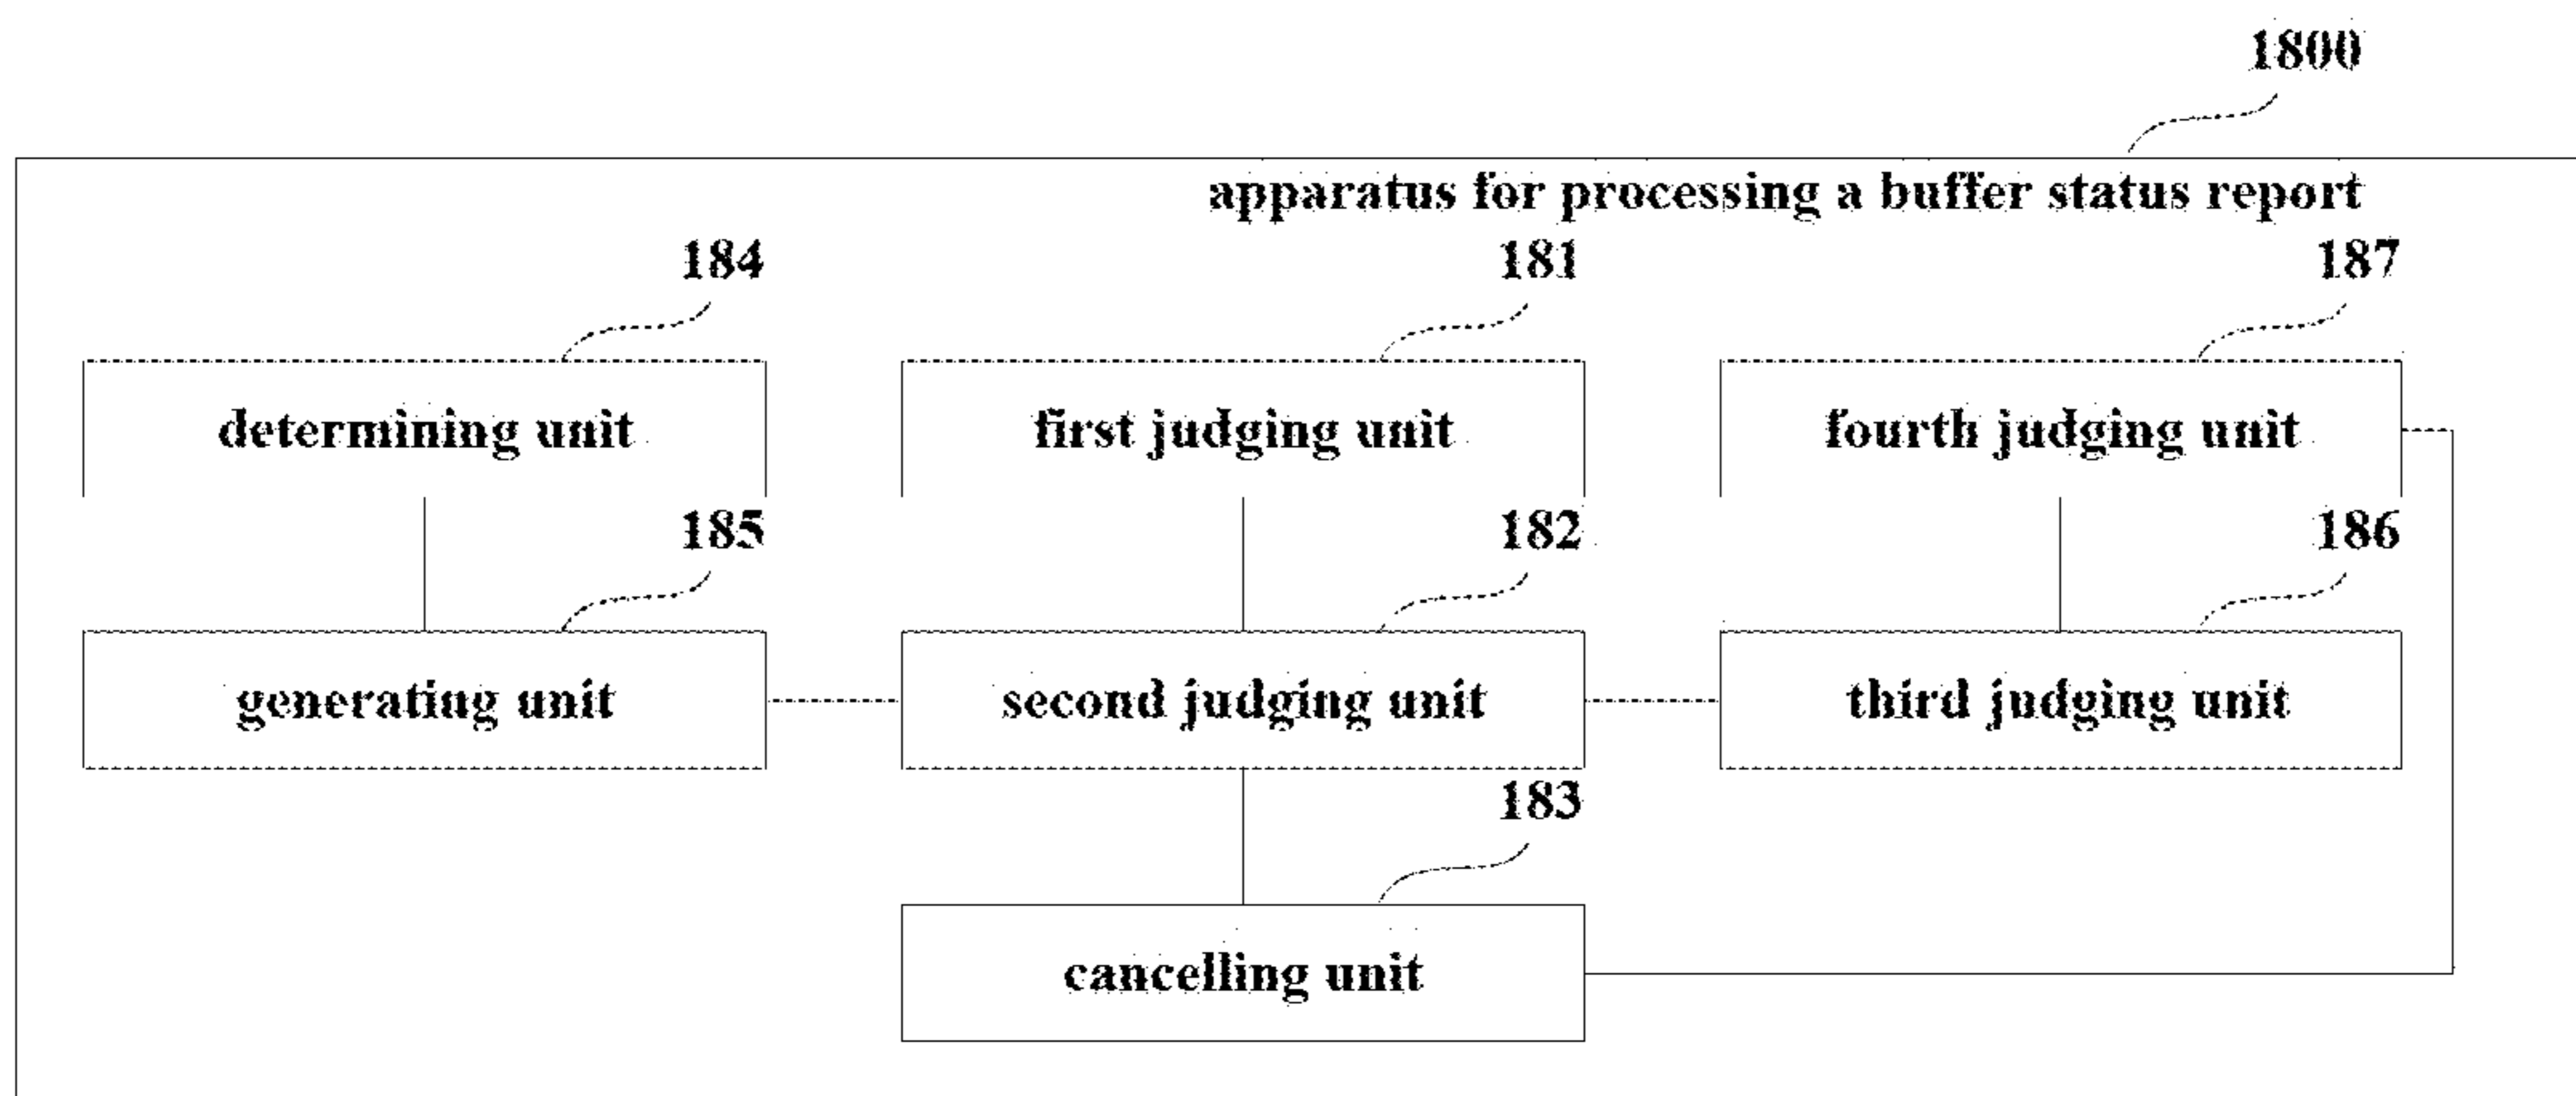 1800
apparatus for processing a buffer status report
184
181
187
determining unit
first judging unit
fourth judging unit
185
182
186
generating unit
second judging unit
third judging unit
183
cancelling unit